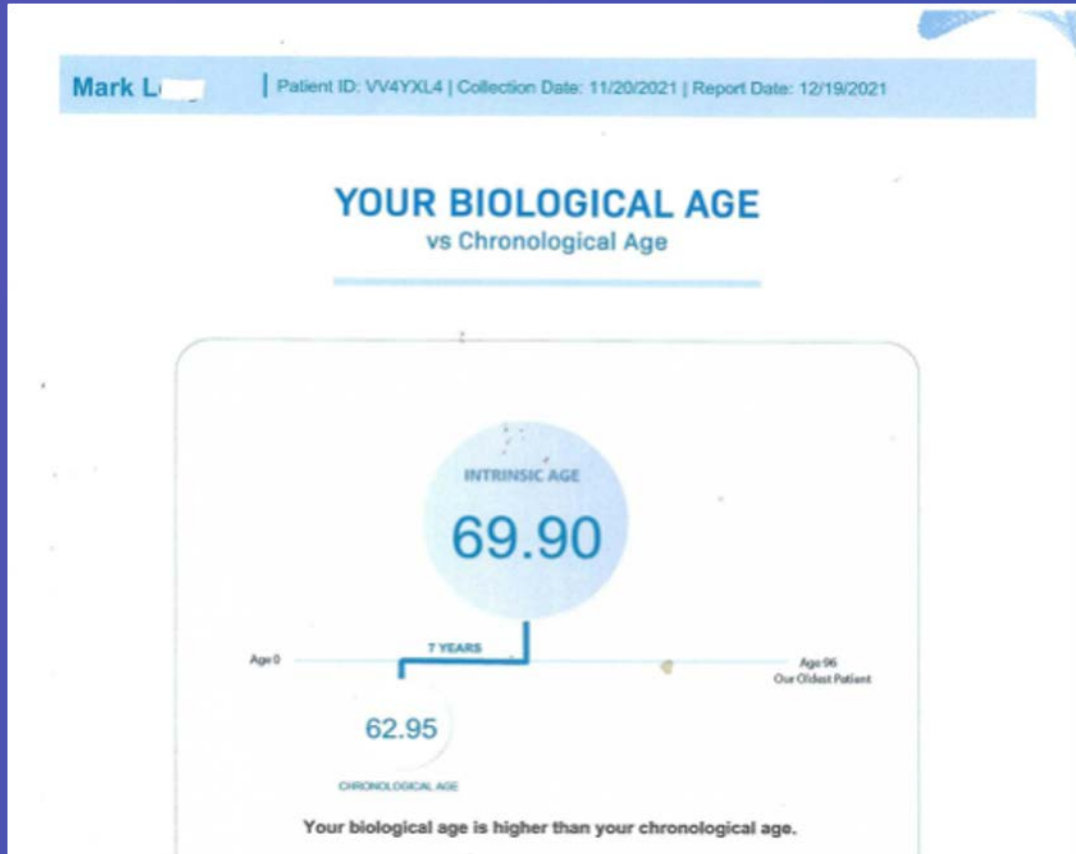 Mark L
Patient ID: VV4YXL4 | Collection Date: 11/20/2021 | Report Date: 12/19/2021
YOUR BIOLOGICAL AGE
vs Chronological Age
INTRINSIC AGE
69.90
7 YEARS
Age 0
Age 96
Our Oldest Patient
62.95
CHRONOLOGICAL AGE
Your biological age is higher than your chronological age.